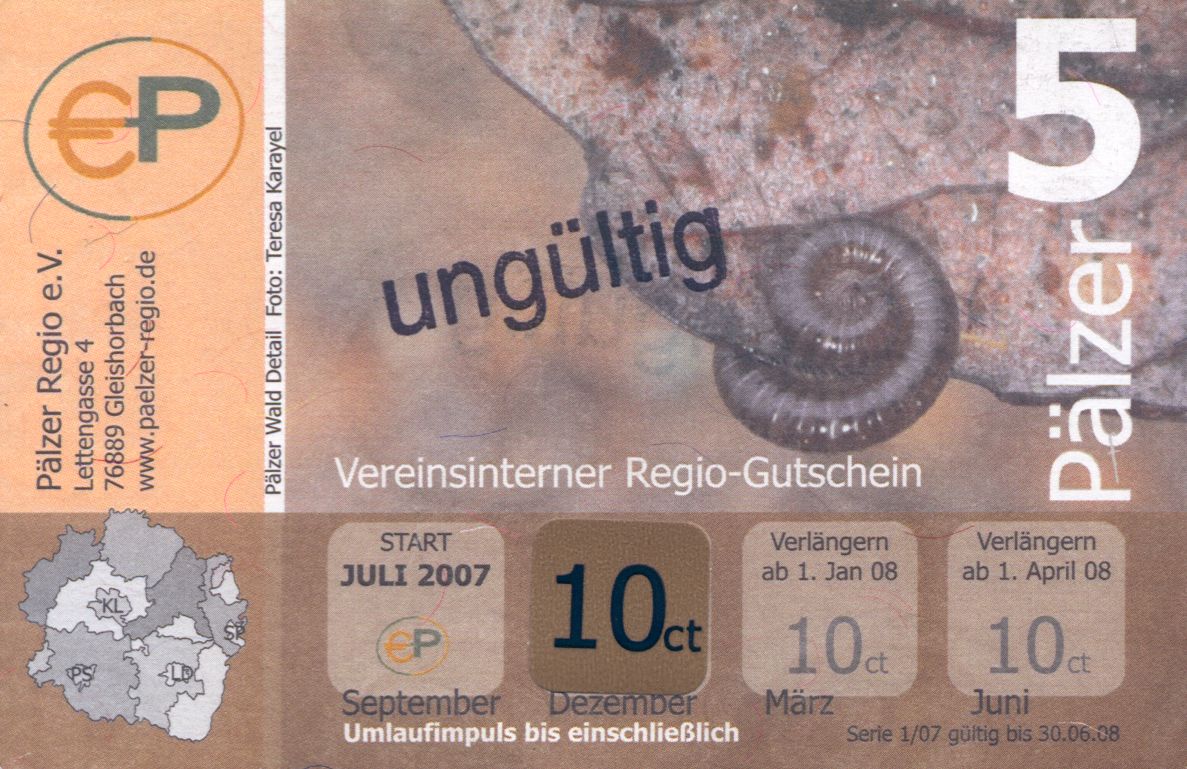 €P
Pälzer Regio e.V.
Lettengasse 4
76889 Gleishorbach
www.paelzer-regio.de
Pälzer Wald Detail Foto: Teresa Karayel
ungültig
Pälzer 5
Vereinsinterner Regio-Gutschein
KL
SP
PS
LD
START
JULI 2007
€P
September
10ct
Dezember
Verlängern
ab 1. Jan 08
10ct
März
Verlängern
ab 1. April 08
10ct
Juni
Umlaufimpuls bis einschließlich
Serie 1/07 gültig bis 30.06.08